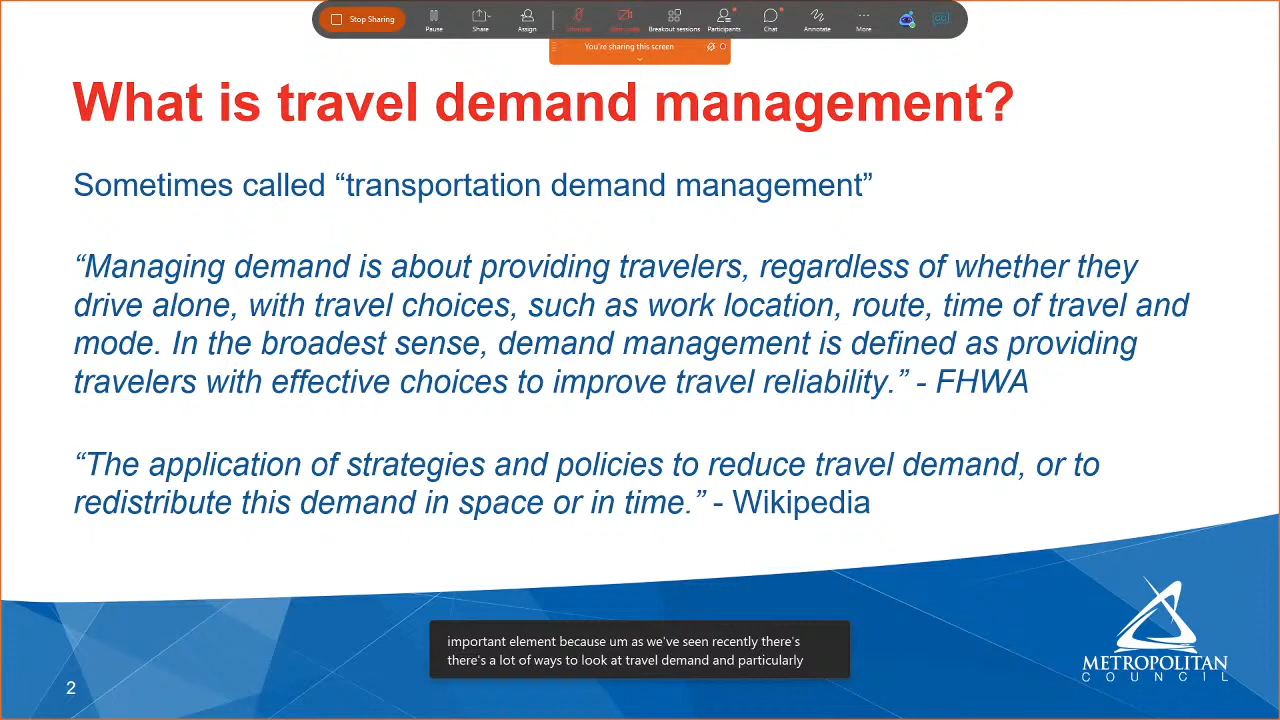 Stop Sharing
Pause
Share
Assign
Breakout sessions
Participants
Chat
Annotate
More
You're sharing this screen
What is travel demand management?
Sometimes called “transportation demand management”
“Managing demand is about providing travelers, regardless of whether they
drive alone, with travel choices, such as work location, route, time of travel and
mode. In the broadest sense, demand management is defined as providing
travelers with effective choices to improve travel reliability.” - FHWA
“The application of strategies and policies to reduce travel demand, or to
redistribute this demand in space or in time.” - Wikipedia
important element because um as we've seen recently there's
there's a lot of ways to look at travel demand and particularly
METROPOLITAN
COUNCIL
2